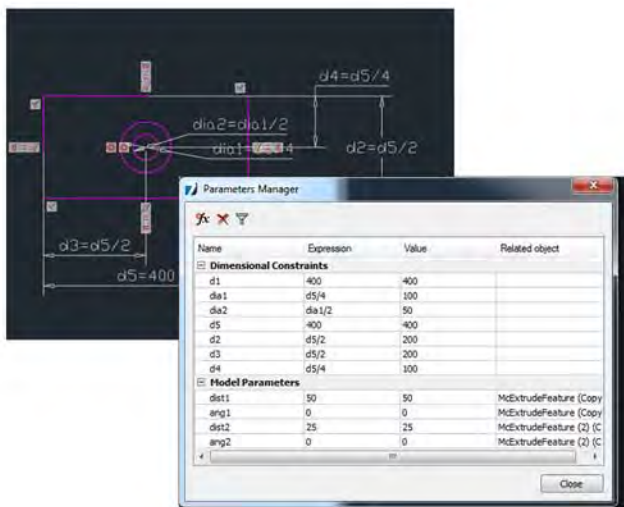 d4=d5/4
dia2=dia1/2
d2=d5/2
d3=d5/2
d5=400
Parameters Manager
fx
Name Expression Value Related object
Dimensional Constraints
d1 400 400
dia1 d5/4 100
dia2 dia1/2 50
d5 400 400
d2 d5/2 200
d3 d5/2 200
d4 d5/4 100
Model Parameters
dist1 50 50 McExtrudeFeature (Copy
ang1 0 0 McExtrudeFeature (Copy
dist2 25 25 McExtrudeFeature (2) (C
ang2 0 0 McExtrudeFeature (2) (C
Close